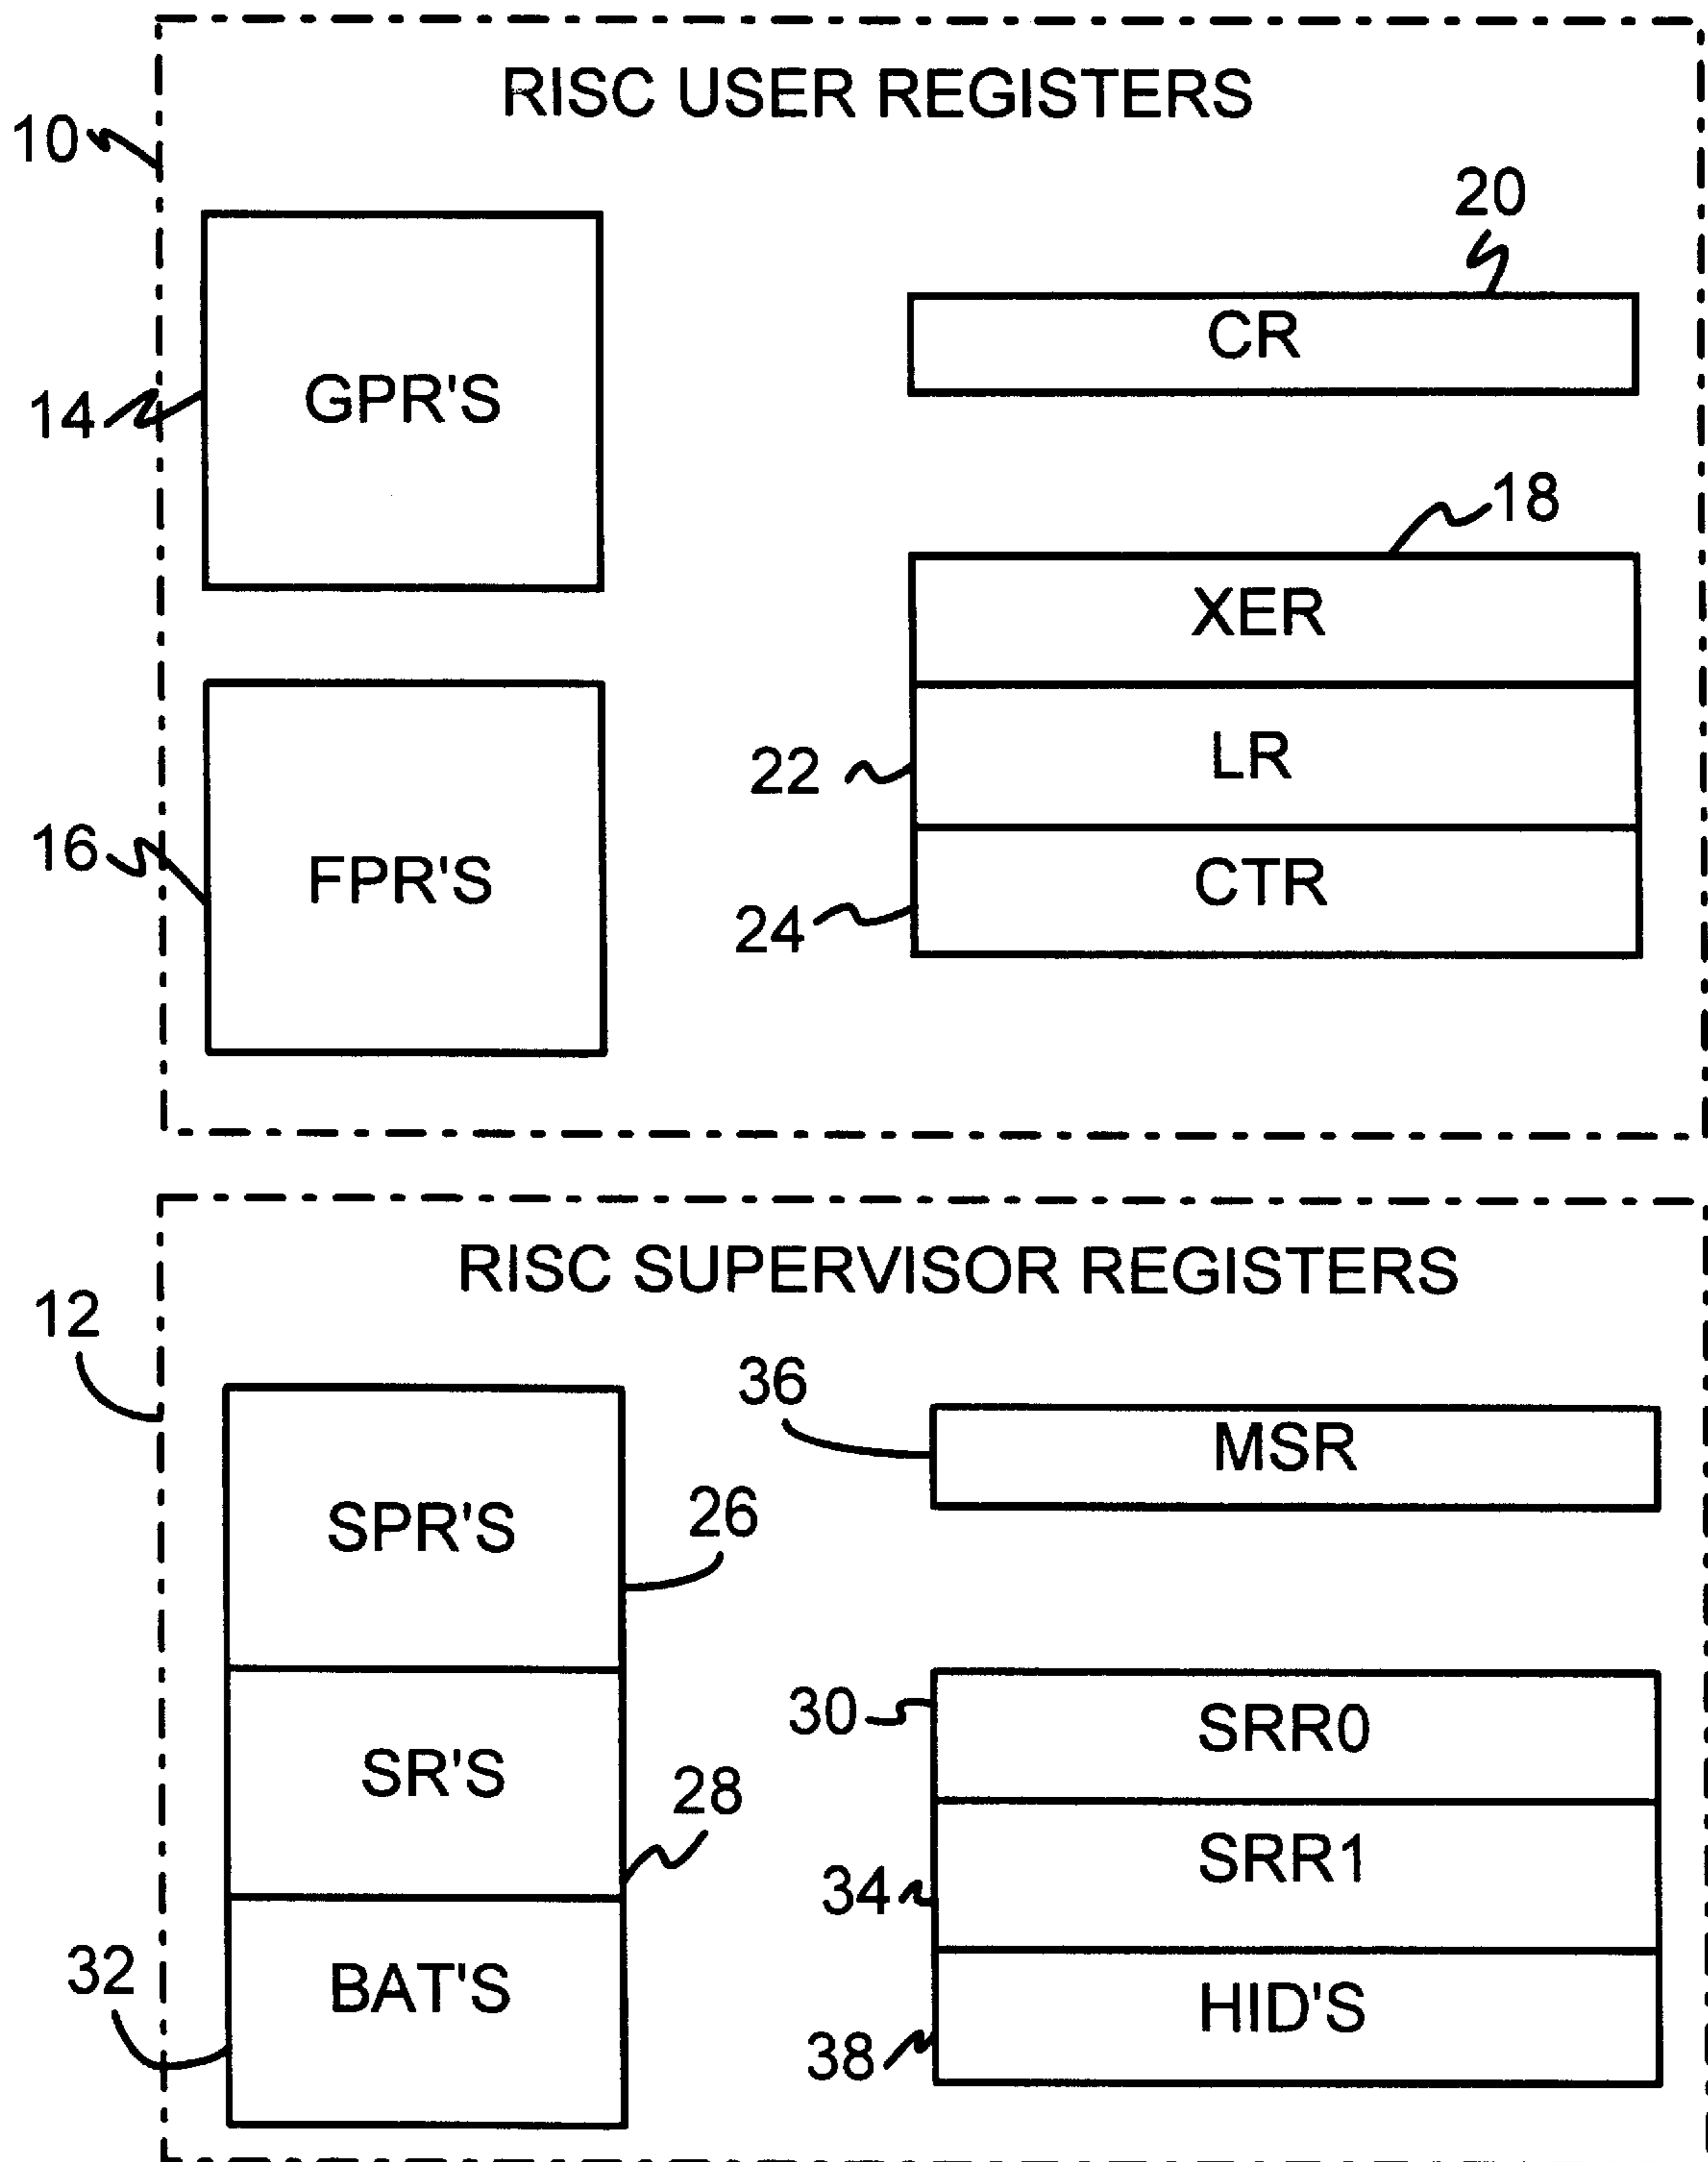 RISC USER REGISTERS
10
20
GPR'S
CR
14
18
XER
LR
22
16
FPR'S
CTR
24
RISC SUPERVISOR REGISTERS
12
36
MSR
SPR'S
26
30
SRR0
SR'S
28
SRR1
34
32
BAT'S
HID'S
38